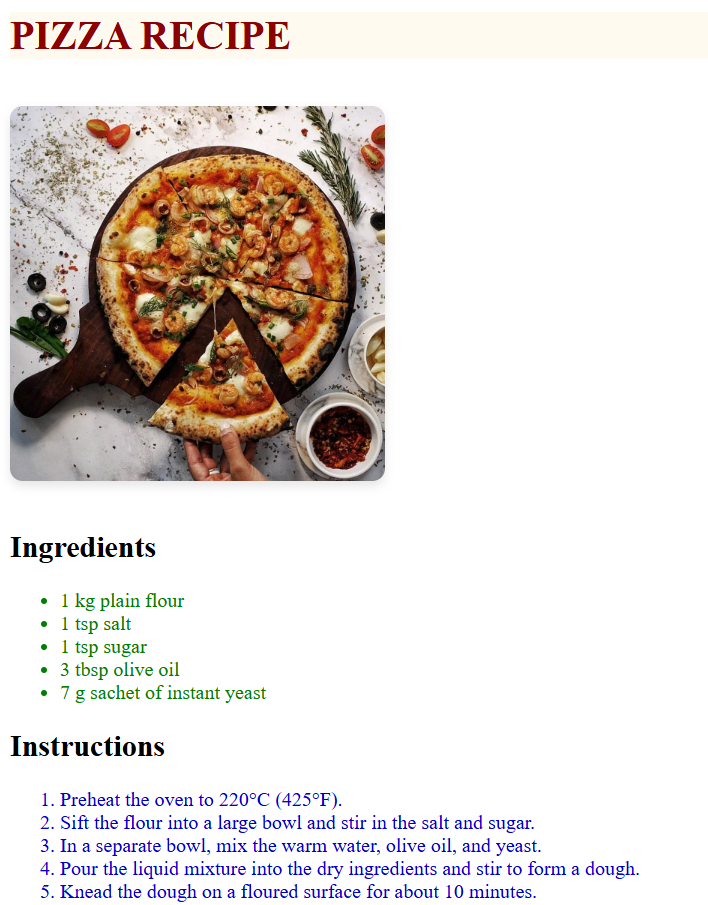 PIZZA RECIPE
Ingredients
• 1 kg plain flour
• 1 tsp salt
• 1 tsp sugar
• 3 tbsp olive oil
• 7 g sachet of instant yeast
Instructions
1. Preheat the oven to 220°C (425°F).
2. Sift the flour into a large bowl and stir in the salt and sugar.
3. In a separate bowl, mix the warm water, olive oil, and yeast.
4. Pour the liquid mixture into the dry ingredients and stir to form a dough.
5. Knead the dough on a floured surface for about 10 minutes.